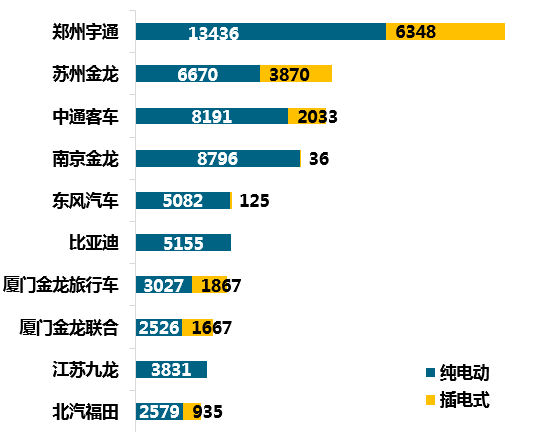 郑州宇通 13436 6348
苏州金龙 6670 3870
中通客车 8191 2033
南京金龙 8796 36
东风汽车 5082 125
比亚迪 5155
厦门金龙旅行车 3027 1867
厦门金龙联合 2526 1667
江苏九龙 3831
纯电动
插电式
北汽福田 2579 935